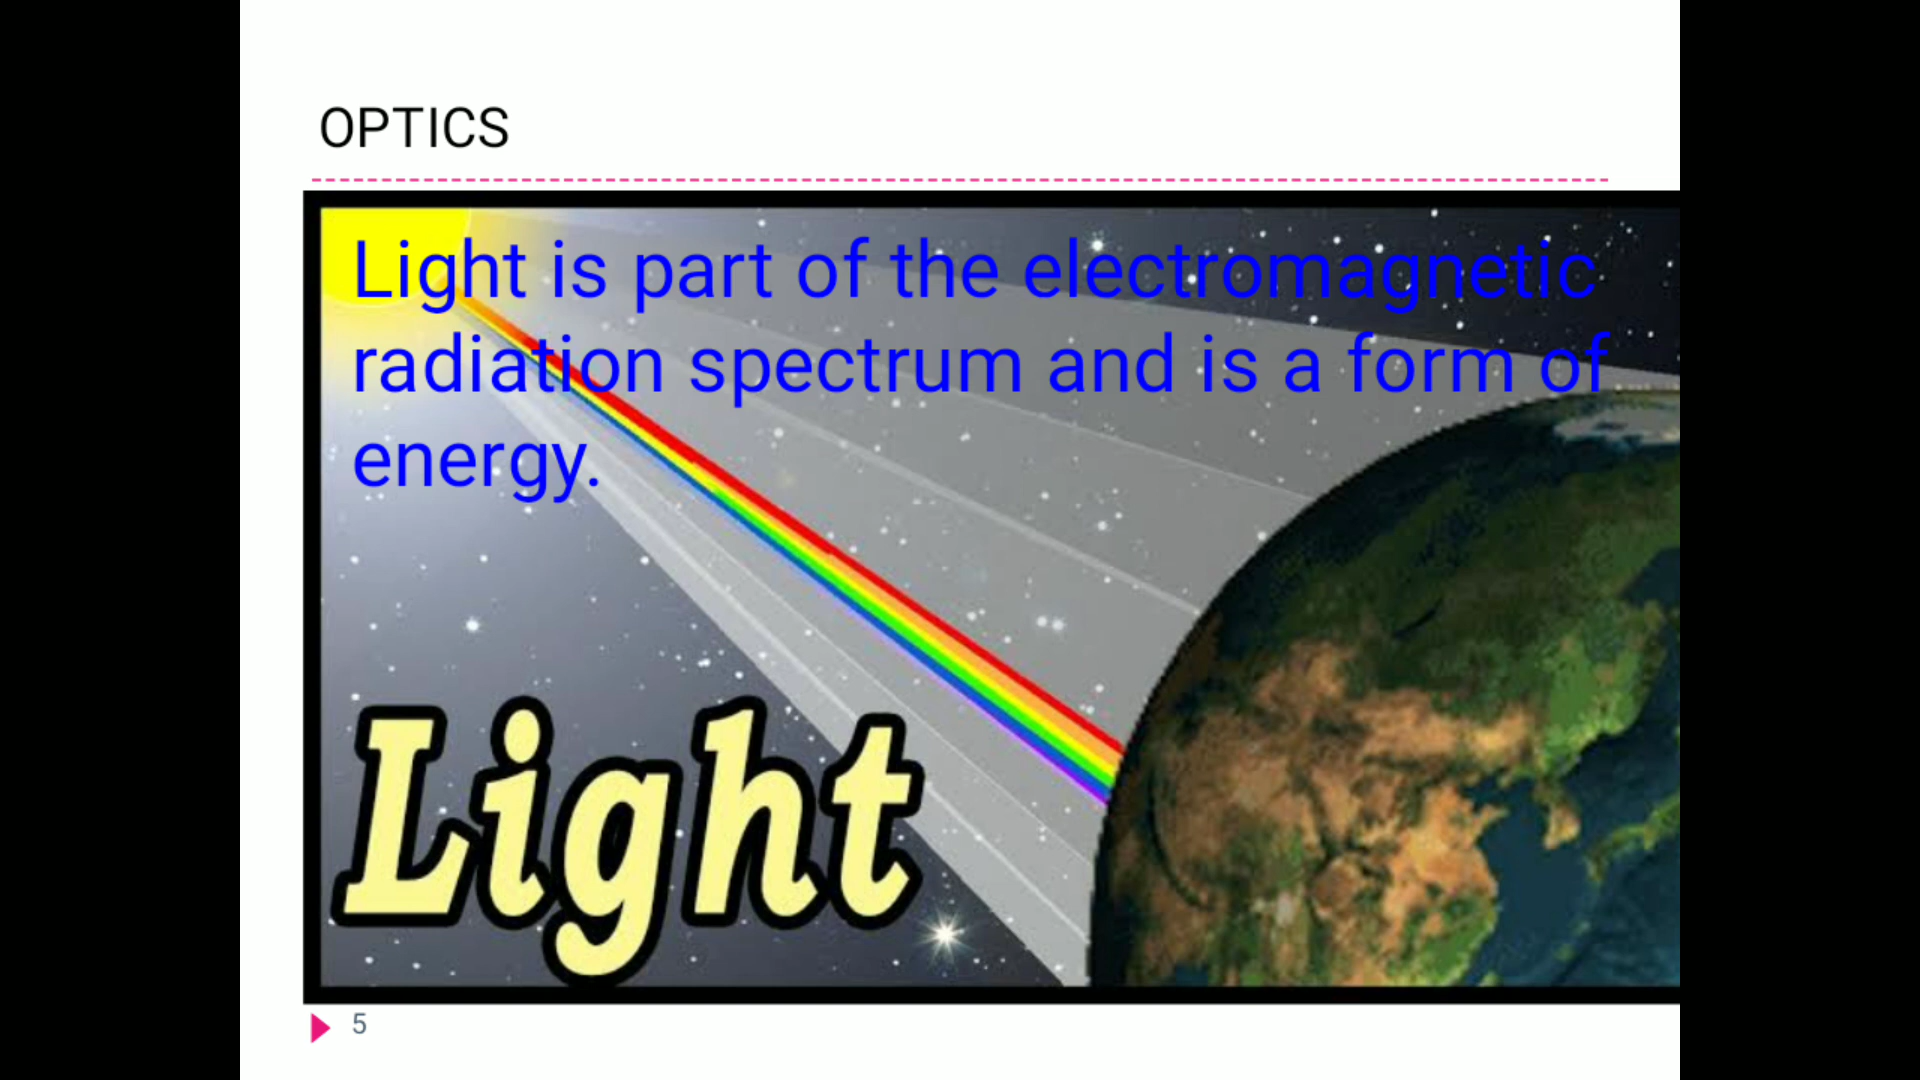 OPTICS
Light is part of the electromagnetic
radiation spectrum and is a form of
energy.
Light
5